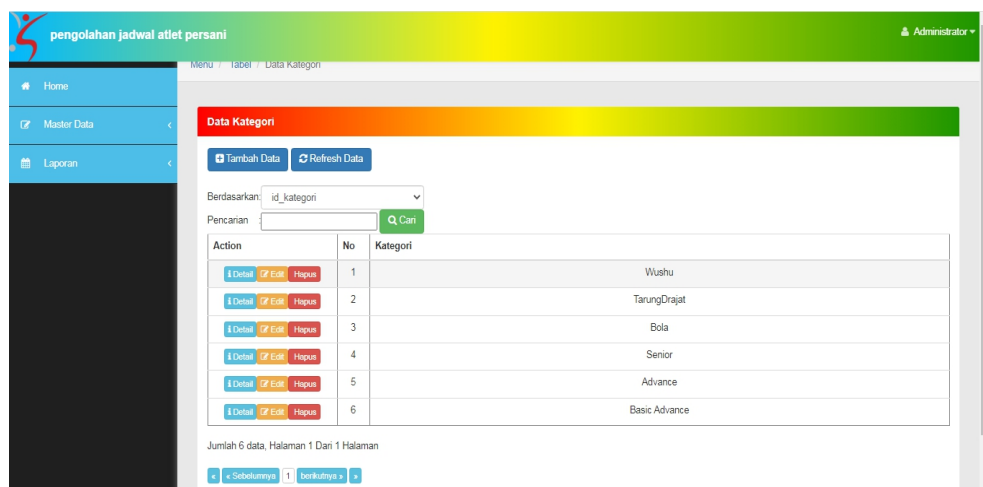 pengolahan jadwal atlet persani
Administrator
Menu / Tabel / Data Kategori
Home
Master Data
Laporan
Data Kategori
Tambah Data
Refresh Data
Berdasarkan: id_kategori
Pencarian :
Cari
Action No Kategori
Detail Edit Hapus 1 Wushu
Detail Edit Hapus 2 TarungDrajat
Detail Edit Hapus 3 Bola
Detail Edit Hapus 4 Senior
Detail Edit Hapus 5 Advance
Detail Edit Hapus 6 Basic Advance
Jumlah 6 data, Halaman 1 Dari 1 Halaman
« « Sebelumnya 1 berikutnya » »